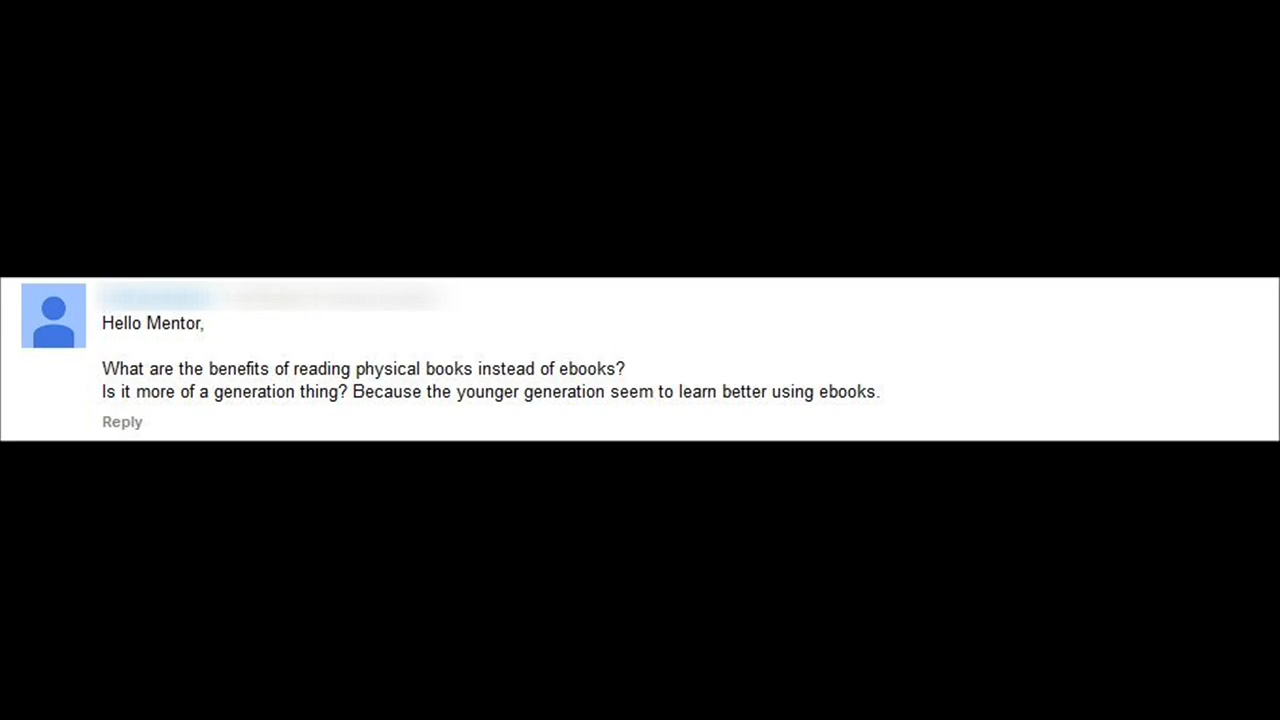 Hello Mentor,
What are the benefits of reading physical books instead of ebooks?
Is it more of a generation thing? Because the younger generation seem to learn better using ebooks.
Reply